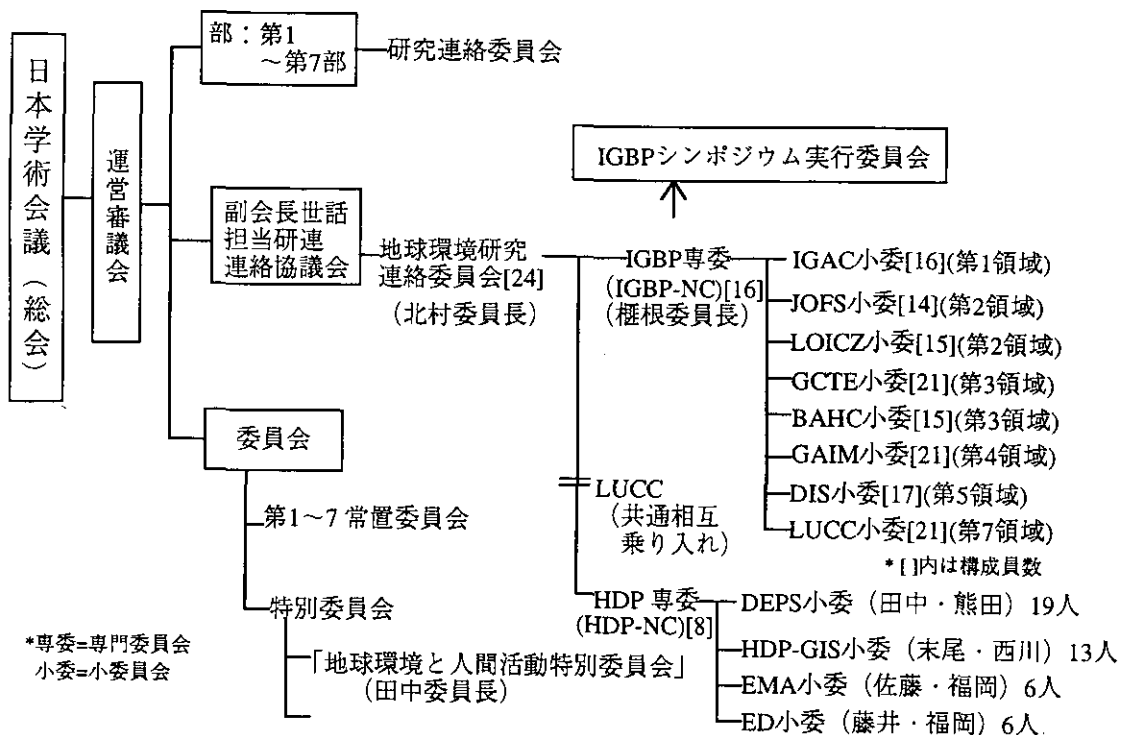 日本学術会議（総会）
運営審議会
部：第1
～第7部
研究連絡委員会
副会長世話
担当研連
連絡協議会
地球環境研究
連絡委員会[24]
（北村委員長）
IGBPシンポジウム実行委員会
IGBP専委
(IGBP-NC)[16]
（榧根委員長）
IGAC小委[16](第1領域)
JOFS小委[14](第2領域)
LOICZ小委[15](第2領域)
GCTE小委[21](第3領域)
BAHC小委[15](第3領域)
GAIM小委[21](第4領域)
DIS小委[17](第5領域)
LUCC小委[21](第7領域)
*[ ]内は構成員数
LUCC
（共通相互
乗り入れ）
HDP 専委
(HDP-NC)[8]
DEPS小委（田中・熊田）19人
HDP-GIS小委（末尾・西川）13人
EMA小委（佐藤・福岡）6人
ED小委（藤井・福岡）6人
委員会
第1～7 常置委員会
特別委員会
「地球環境と人間活動特別委員会」
（田中委員長）
*専委=専門委員会
小委=小委員会